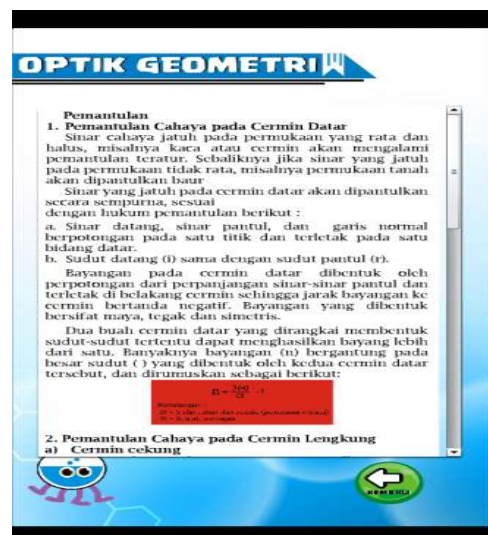 OPTIK GEOMETRI
Pemantulan
1. Pemantulan Cahaya pada Cermin Datar
Sinar cahaya jatuh pada permukaan yang rata dan
halus, misalnya kaca atau cermin akan mengalami
pemantulan teratur. Sebaliknya jika sinar yang jatuh
pada permukaan tidak rata, misalnya permukaan tanah
akan dipantulkan baur
Sinar yang jatuh pada cermin datar akan dipantulkan
secara sempurna, sesuai
dengan hukum pemantulan berikut :
a. Sinar datang, sinar pantul, dan garis normal
berpotongan pada satu titik dan terletak pada satu
bidang datar.
b. Sudut datang (i) sama dengan sudut pantul (r).
Bayangan pada cermin datar dibentuk oleh
perpotongan dari perpanjangan sinar-sinar pantul dan
terletak di belakang cermin sehingga jarak bayangan ke
cermin bertanda negatif. Bayangan yang dibentuk
bersifat maya, tegak dan simetris.
Dua buah cermin datar yang dirangkai membentuk
sudut-sudut tertentu dapat menghasilkan bayang lebih
dari satu. Banyaknya bayangan (n) bergantung pada
besar sudut ( ) yang dibentuk oleh kedua cermin datar
tersebut, dan dirumuskan sebagai berikut:
2. Pemantulan Cahaya pada Cermin Lengkung
a) Cermin cekung
KEMBALI